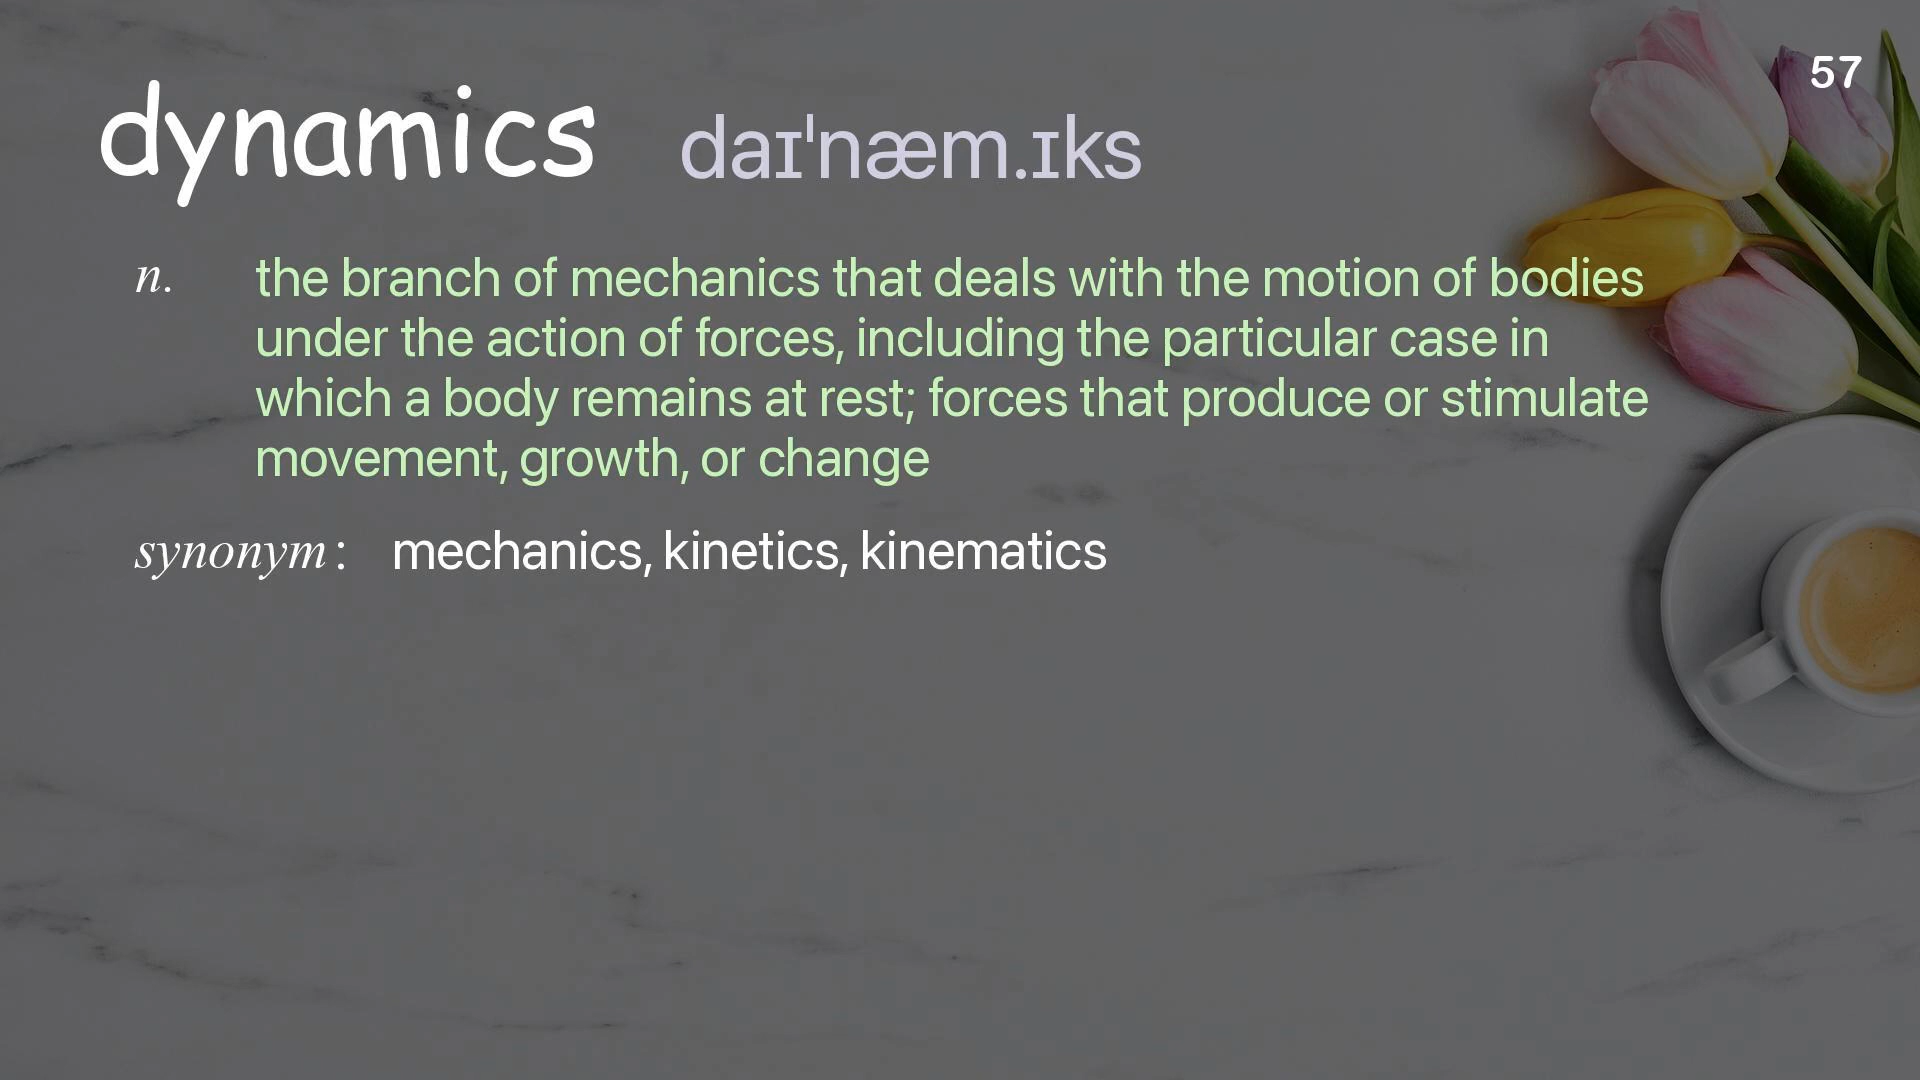 57
dynamics daɪˈnæm.ɪks
n. the branch of mechanics that deals with the motion of bodies
under the action of forces, including the particular case in
which a body remains at rest; forces that produce or stimulate
movement, growth, or change
synonym: mechanics, kinetics, kinematics